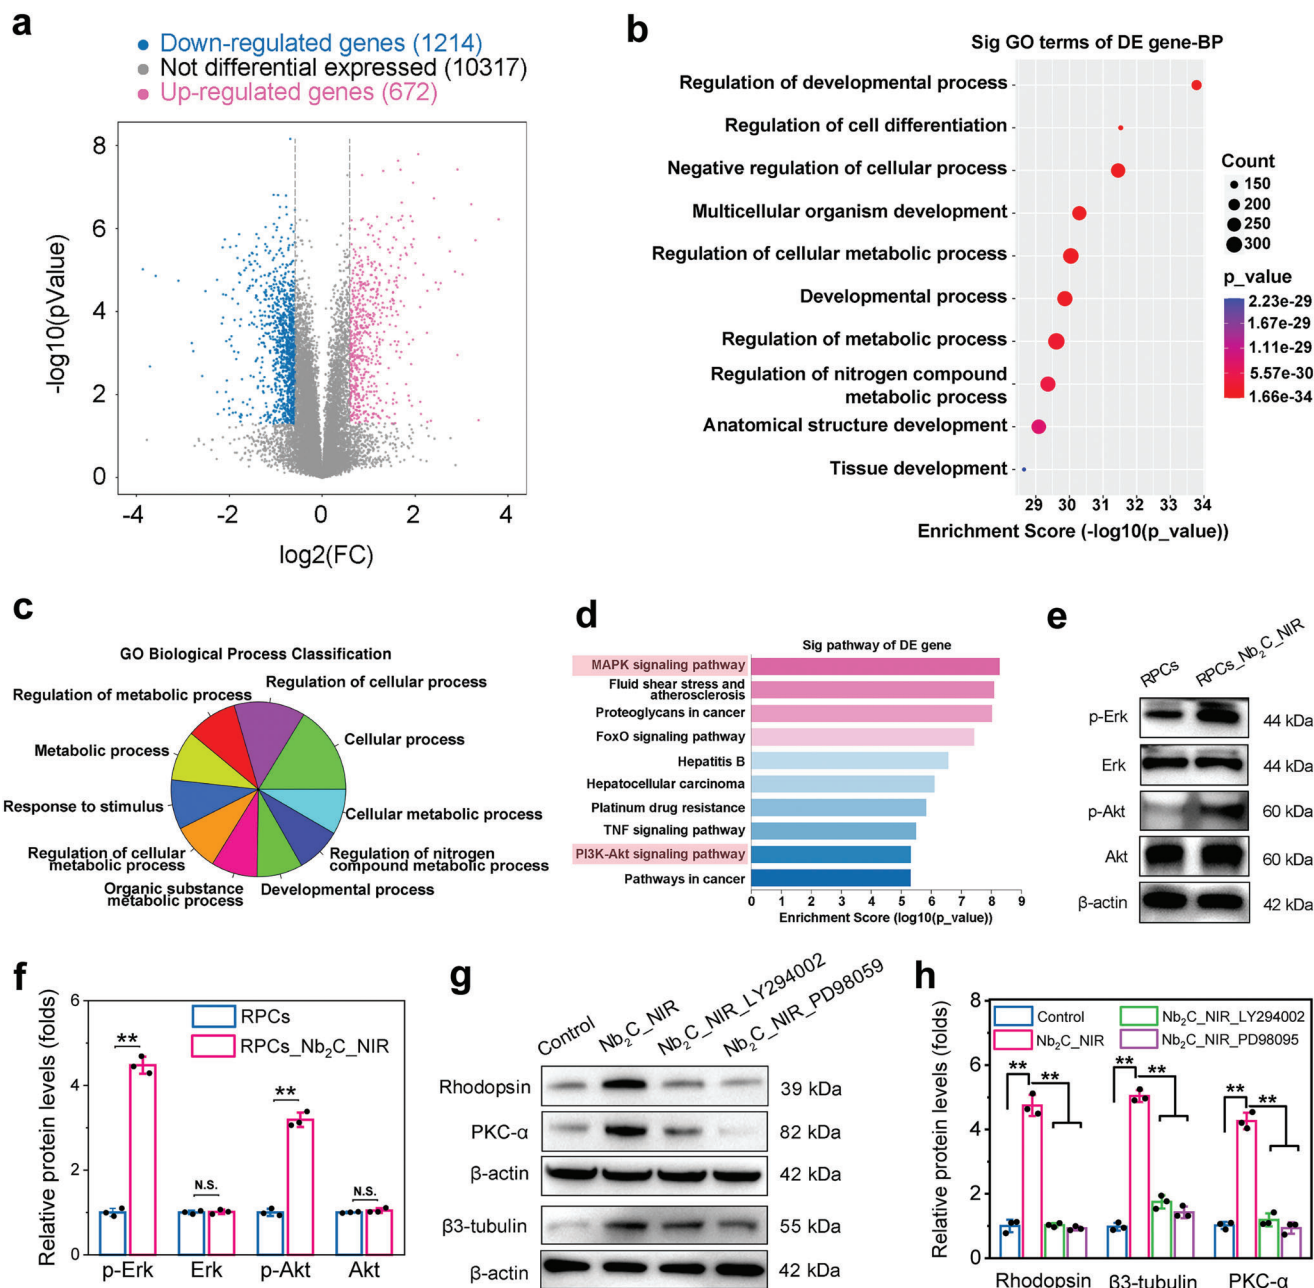 a
Down-regulated genes (1214)
Not differential expressed (10317)
Up-regulated genes (672)
8
6
4
2
0
-log10(pValue)
-4
-2
0
2
4
log2(FC)
b
Sig GO terms of DE gene-BP
Regulation of developmental process
Regulation of cell differentiation
Negative regulation of cellular process
Multicellular organism development
Regulation of cellular metabolic process
Developmental process
Regulation of metabolic process
Regulation of nitrogen compound
metabolic process
Anatomical structure development
Tissue development
29 30 31 32 33 34
Enrichment Score (-log10(p_value))
Count
150
200
250
300
p_value
2.23e-29
1.67e-29
1.11e-29
5.57e-30
1.66e-34
c
GO Biological Process Classification
Regulation of metabolic process
Regulation of cellular process
Metabolic process
Cellular process
Response to stimulus
Cellular metabolic process
Regulation of cellular
metabolic process
Regulation of nitrogen
compound metabolic process
Organic substance
metabolic process
Developmental process
d
Sig pathway of DE gene
MAPK signaling pathway
Fluid shear stress and
atherosclerosis
Proteoglycans in cancer
FoxO signaling pathway
Hepatitis B
Hepatocellular carcinoma
Platinum drug resistance
TNF signaling pathway
PI3K-Akt signaling pathway
Pathways in cancer
0 1 2 3 4 5 6 7 8 9
Enrichment Score (log10(p_value))
e
RPCs
RPCs_Nb₂C_NIR
p-Erk 44 kDa
Erk 44 kDa
p-Akt 60 kDa
Akt 60 kDa
β-actin 42 kDa
f
Relative protein levels (folds)
6
4
2
0
RPCs
RPCs_Nb₂C_NIR
**
N.S.
**
N.S.
p-Erk Erk p-Akt Akt
g
Control
Nb₂C_NIR
Nb₂C_NIR_LY294002
Nb₂C_NIR_PD98059
Rhodopsin 39 kDa
PKC-α 82 kDa
β-actin 42 kDa
β3-tubulin 55 kDa
β-actin 42 kDa
h
Relative protein levels (folds)
8
6
4
2
0
Control
Nb₂C_NIR_LY294002
Nb₂C_NIR
Nb₂C_NIR_PD98095
** **
** **
** **
Rhodopsin β3-tubulin PKC-α